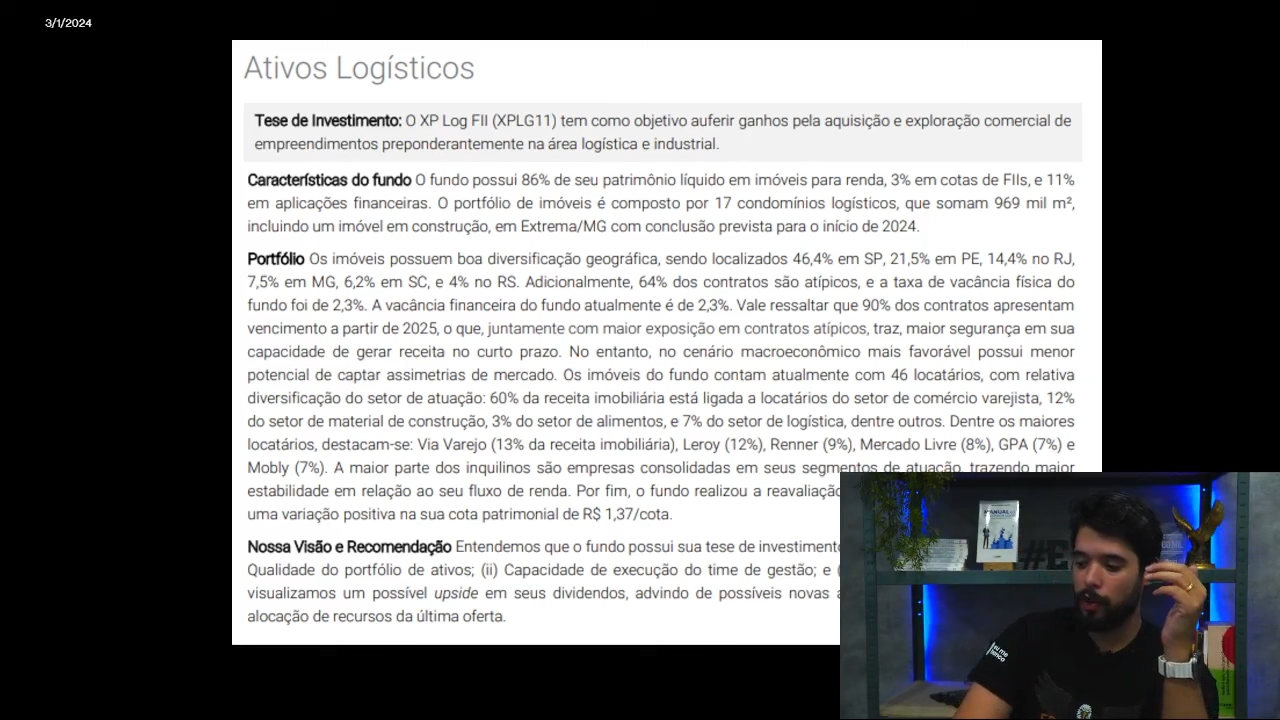 3/1/2024
Ativos Logísticos
Tese de Investimento: O XP Log FII (XPLG11) tem como objetivo auferir ganhos pela aquisição e exploração comercial de
empreendimentos preponderantemente na área logística e industrial.
Características do fundo O fundo possui 86% de seu patrimônio líquido em imóveis para renda, 3% em cotas de FIIs, e 11%
em aplicações financeiras. O portfólio de imóveis é composto por 17 condomínios logísticos, que somam 969 mil m²,
incluindo um imóvel em construção, em Extrema/MG com conclusão prevista para o início de 2024.
Portfólio Os imóveis possuem boa diversificação geográfica, sendo localizados 46,4% em SP, 21,5% em PE, 14,4% no RJ,
7,5% em MG, 6,2% em SC, e 4% no RS. Adicionalmente, 64% dos contratos são atípicos, e a taxa de vacância física do
fundo foi de 2,3%. A vacância financeira do fundo atualmente é de 2,3%. Vale ressaltar que 90% dos contratos apresentam
vencimento a partir de 2025, o que, juntamente com maior exposição em contratos atípicos, traz, maior segurança em sua
capacidade de gerar receita no curto prazo. No entanto, no cenário macroeconômico mais favorável possui menor
potencial de captar assimetrias de mercado. Os imóveis do fundo contam atualmente com 46 locatários, com relativa
diversificação do setor de atuação: 60% da receita imobiliária está ligada a locatários do setor de comércio varejista, 12%
do setor de material de construção, 3% do setor de alimentos, e 7% do setor de logística, dentre outros. Dentre os maiores
locatários, destacam-se: Via Varejo (13% da receita imobiliária), Leroy (12%), Renner (9%), Mercado Livre (8%), GPA (7%) e
Mobly (7%). A maior parte dos inquilinos são empresas consolidadas em seus segmentos de atuação, trazendo maior
estabilidade em relação ao seu fluxo de renda. Por fim, o fundo realizou a reavaliação
uma variação positiva na sua cota patrimonial de R$ 1,37/cota.
Nossa Visão e Recomendação Entendemos que o fundo possui sua tese de investimento
Qualidade do portfólio de ativos; (ii) Capacidade de execução do time de gestão; e (
visualizamos um possível upside em seus dividendos, advindo de possíveis novas a
alocação de recursos da última oferta.
MANUAL